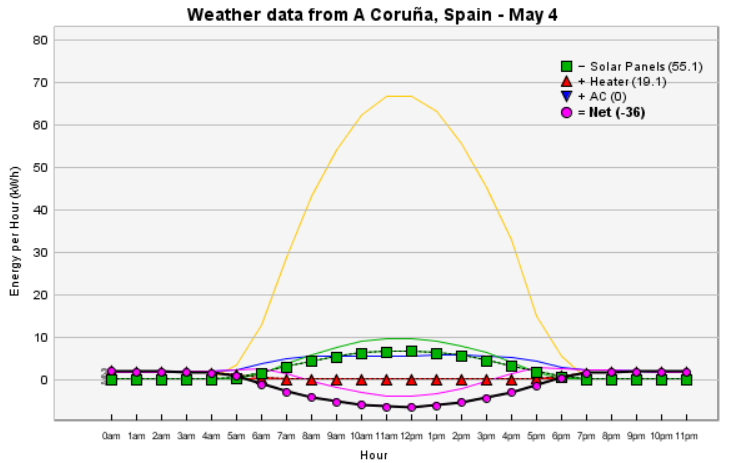 Weather data from A Coruña, Spain - May 4
80
70
60
50
40
30
20
10
0
Energy per Hour (kWh)
− Solar Panels (55.1)
+ Heater (19.1)
+ AC (0)
= Net (-36)
0am 1am 2am 3am 4am 5am 6am 7am 8am 9am 10am 11am 12pm 1pm 2pm 3pm 4pm 5pm 6pm 7pm 8pm 9pm 10pm 11pm
Hour